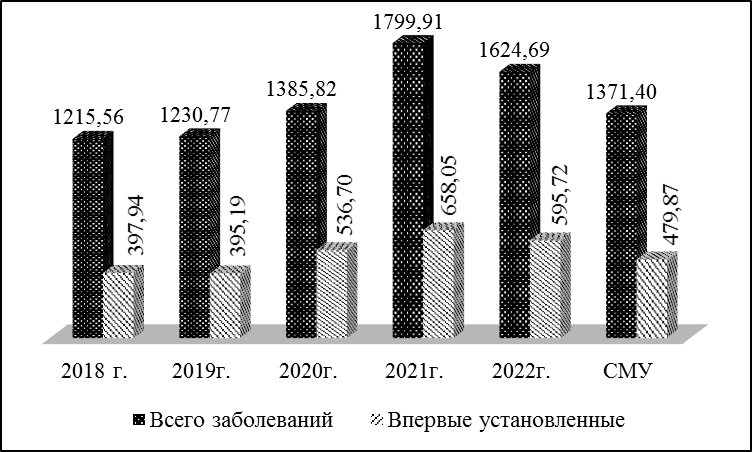 1799,91
1624,69
1385,82
1371,40
1215,56
1230,77
397,94
395,19
536,70
658,05
595,72
479,87
2018 г.
2019г.
2020г.
2021г.
2022г.
СМУ
Всего заболеваний
Впервые установленные